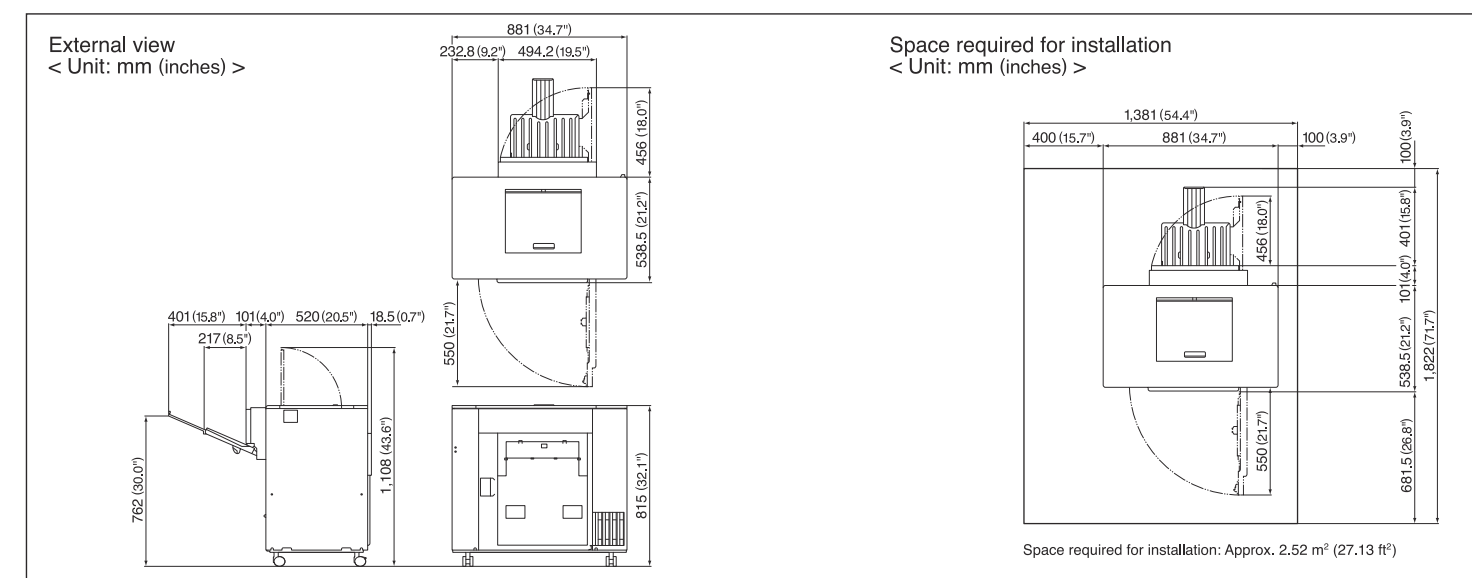 External view
< Unit: mm (inches) >
881 (34.7")
232.8 (9.2") 494.2 (19.5")
456 (18.0")
538.5 (21.2")
550 (21.7")
401 (15.8") 101(4.0") 520 (20.5") 18.5 (0.7")
217 (8.5")
762 (30.0")
1,108 (43.6")
815 (32.1")
Space required for installation
< Unit: mm (inches) >
1,381 (54.4")
400 (15.7") 881 (34.7") 100 (3.9")
100 (3.9")
401 (15.8")
456 (18.0")
101(4.0")
538.5 (21.2")
1,822 (71.7")
550 (21.7")
681.5 (26.8")
Space required for installation: Approx. 2.52 m² (27.13 ft²)